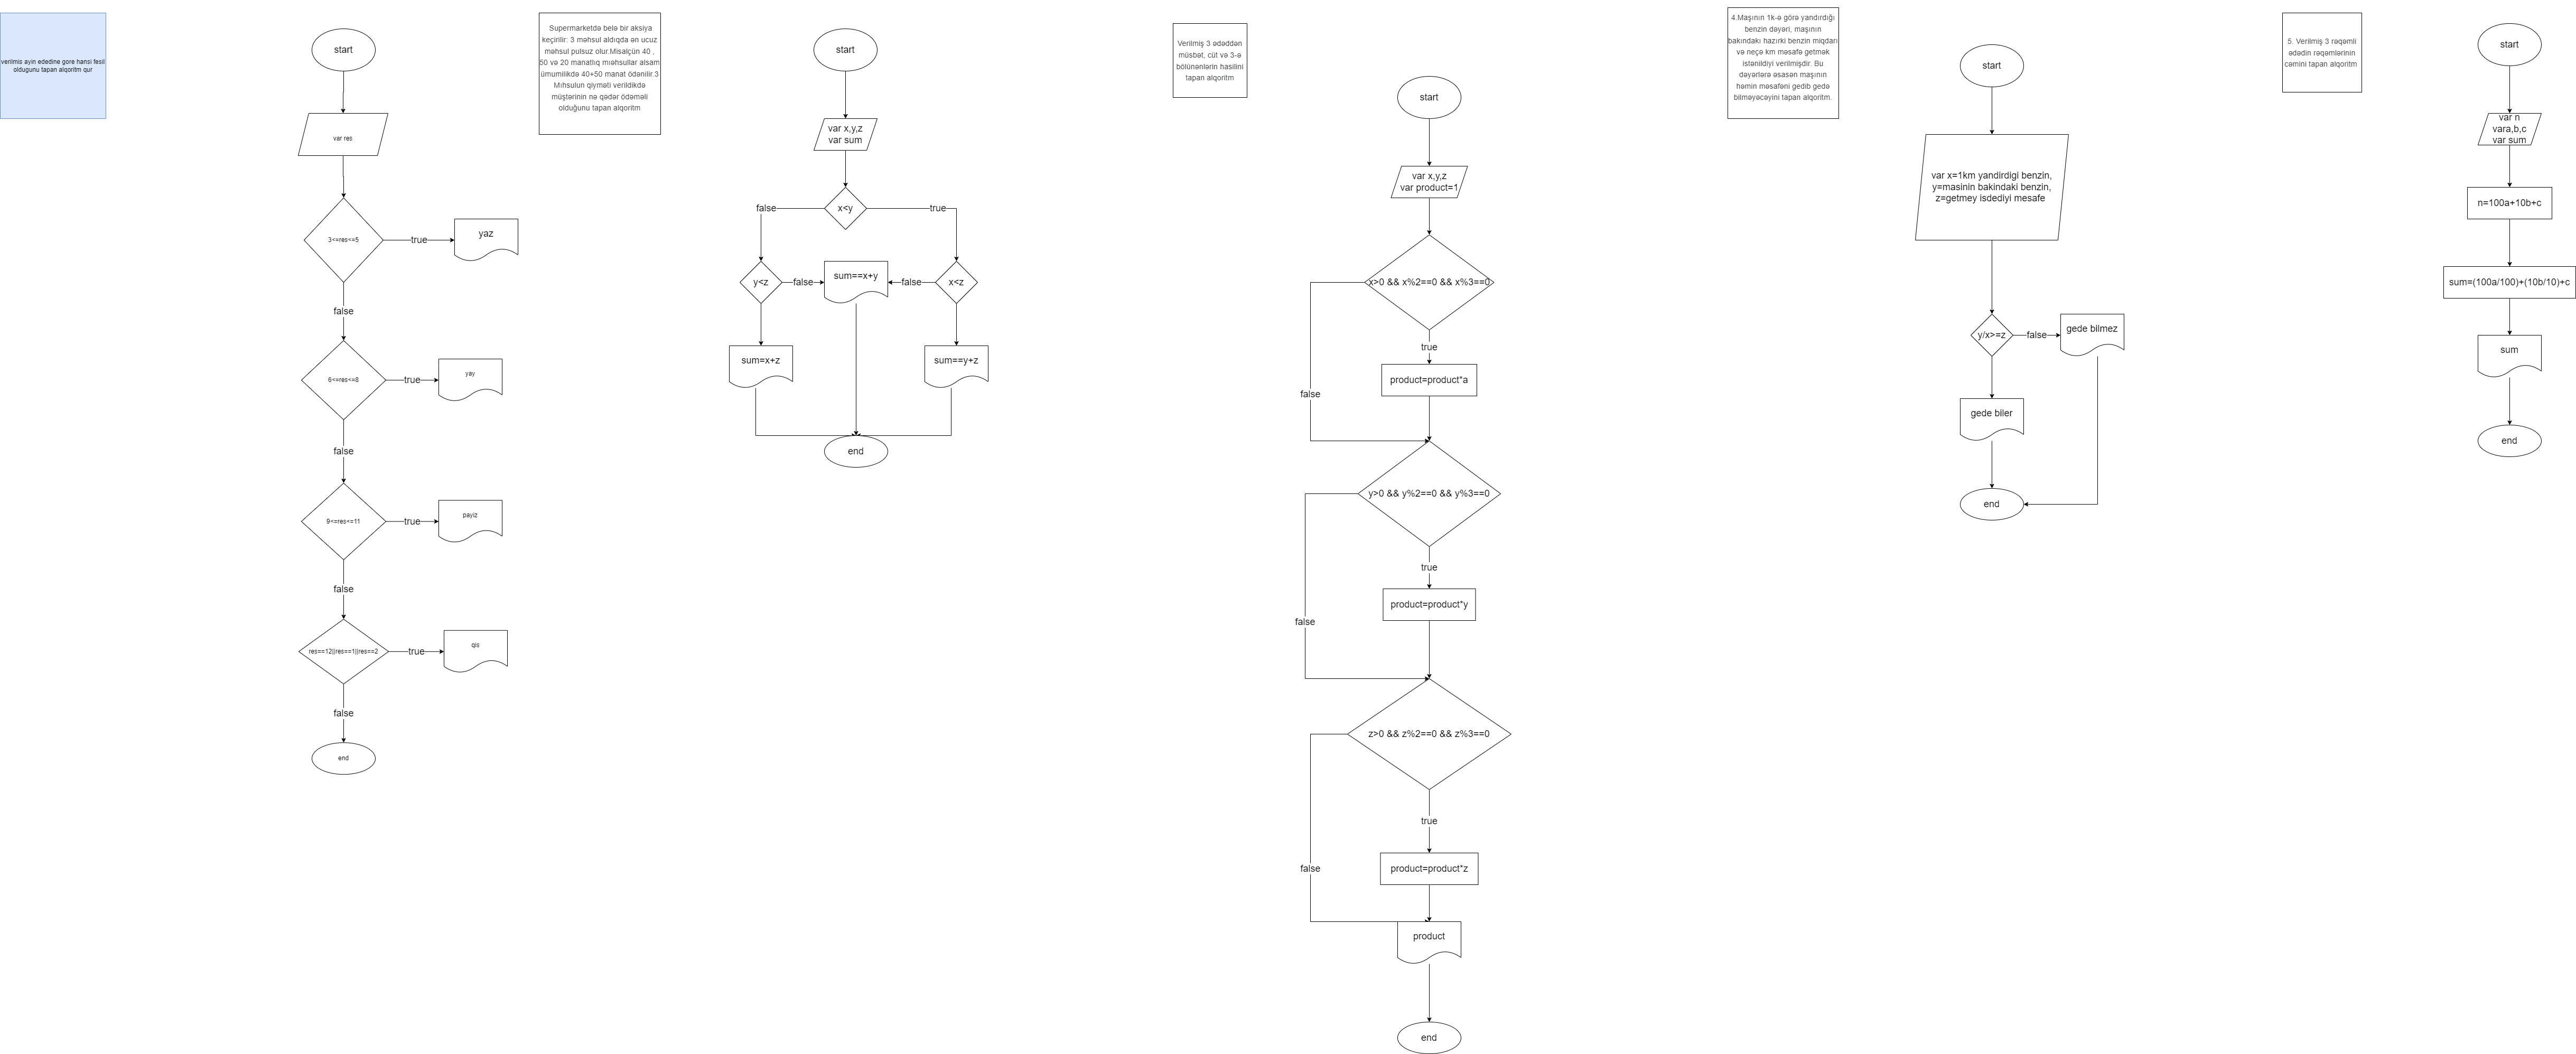 verilmis ayin ededine gore hansi fesil
oldugunu tapan alqoritm qur
start
var res
3<=res<=5
true
yaz
false
6<=res<=8
true
yay
false
9<=res<=11
true
payiz
false
res==12||res==1||res==2
true
qis
false
end
Supermarketdə belə bir aksiya
keçirilir: 3 məhsul aldıqda ən ucuz
məhsul pulsuz olur.Misalçün 40 ,
50 və 20 manatlıq mıəhsullar alsam
ümumilikdə 40+50 manat ödənilir.3
Mıhsulun qiyməti verildikdə
müştərinin nə qədər ödəməli
olduğunu tapan alqoritm
start
var x,y,z
var sum
x<y
false
true
y<z
false
sum==x+y
false
x<z
sum=x+z
sum==y+z
end
Verilmiş 3 ədəddən
müsbət, cüt və 3-ə
bölünənlərin hasilini
tapan alqoritm
start
var x,y,z
var product=1
x>0 && x%2==0 && x%3==0
true
false
product=product*a
y>0 && y%2==0 && y%3==0
true
false
product=product*y
z>0 && z%2==0 && z%3==0
true
false
product=product*z
product
end
4.Maşının 1k-ə görə yandırdığı
benzin dəyəri, maşının
bakındakı hazırki benzin miqdarı
və neçə km məsafə getmək
istənildiyi verilmişdir. Bu
dəyərlərə əsasən maşının
həmin məsafəni gedib gedə
bilməyəcəyini tapan alqoritm.
start
var x=1km yandirdigi benzin,
y=masinin bakindaki benzin,
z=getmey isdediyi mesafe
y/x>=z
false
gede bilmez
gede biler
end
5. Verilmiş 3 rəqəmli
ədədin rəqəmlərinin
cəmini tapan alqoritm
start
var n
vara,b,c
var sum
n=100a+10b+c
sum=(100a/100)+(10b/10)+c
sum
end